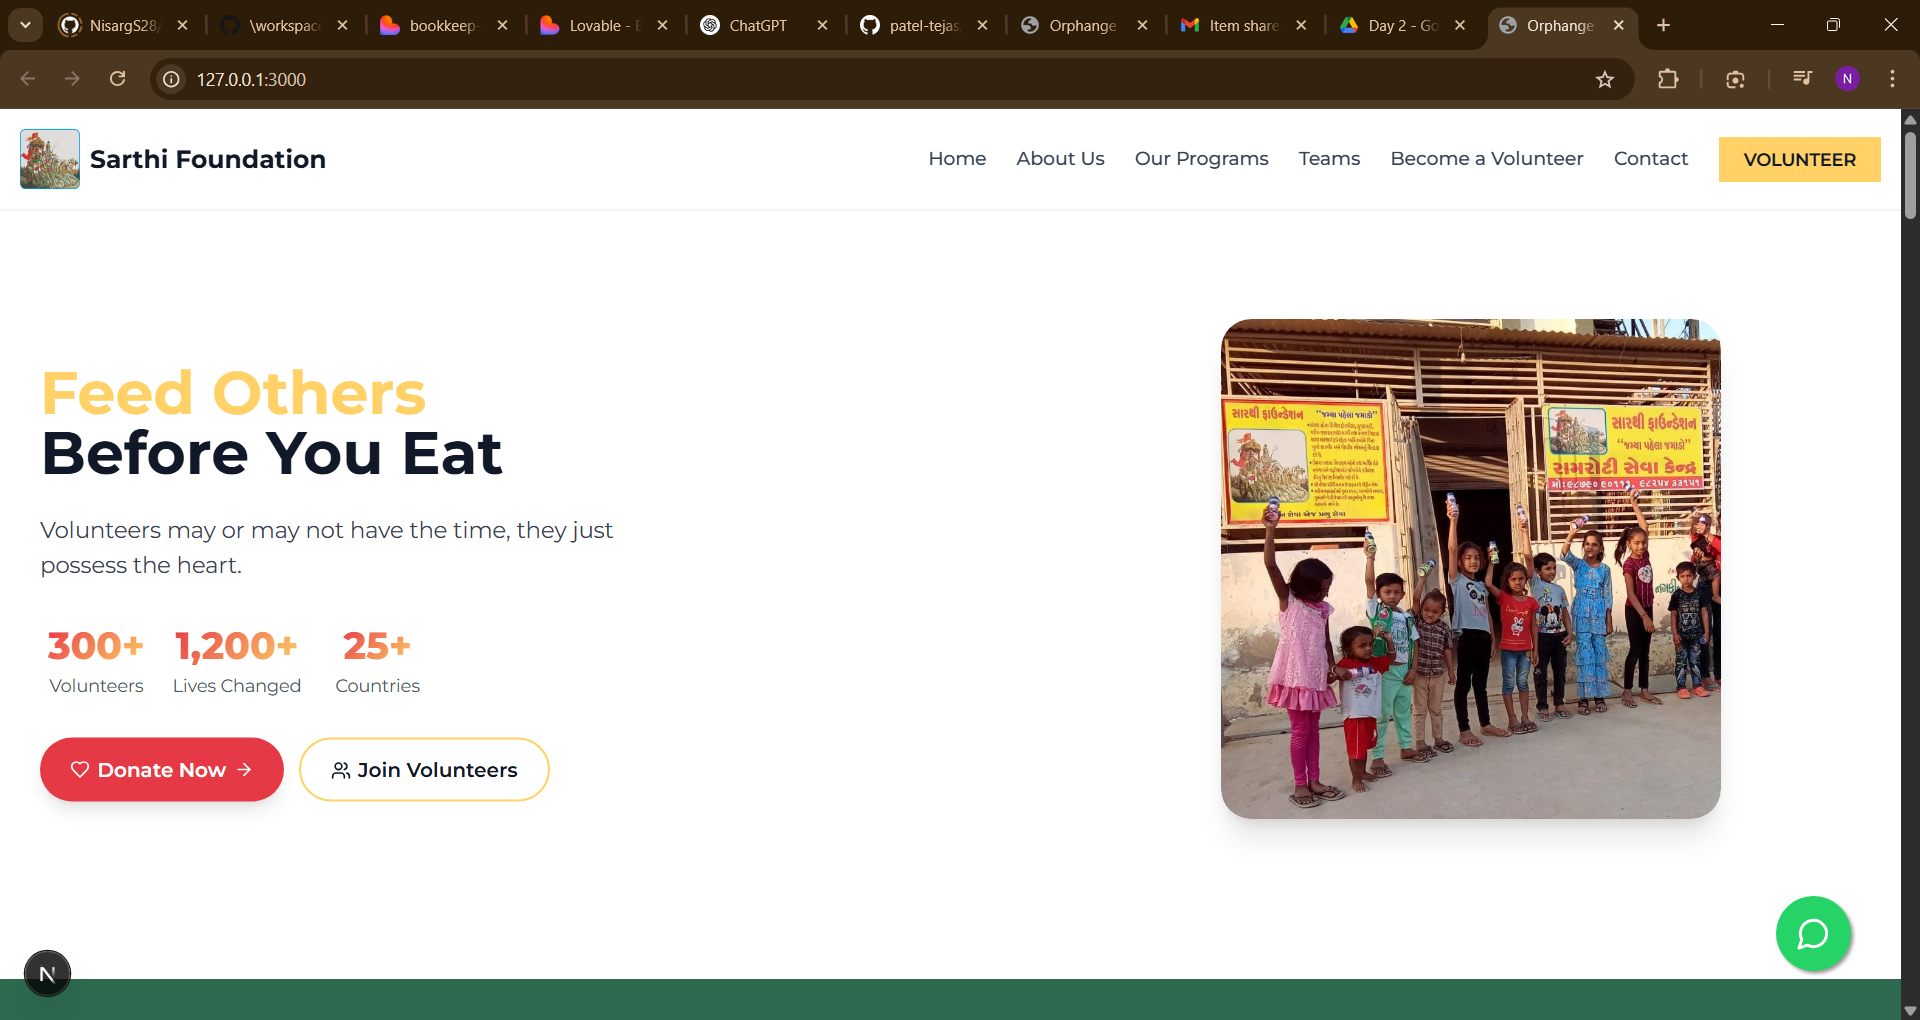 NisargS28/
\workspac
bookkeep-
Lovable - B
ChatGPT
patel-tejas
Orphange
Item share
Day 2 - Go
Orphange
127.0.0.1:3000
N
Sarthi Foundation
Home
About Us
Our Programs
Teams
Become a Volunteer
Contact
VOLUNTEER
Feed Others
Before You Eat
Volunteers may or may not have the time, they just
possess the heart.
300+
1,200+
25+
Volunteers
Lives Changed
Countries
Donate Now
Join Volunteers
સારથી ફાઉન્ડેશન
"જમ્યા પહેલા જમાડો"
સારથી ફાઉન્ડેશન
"જમ્યા પહેલા જમાડો"
રામરોટી સેવા કેન્દ્ર
N